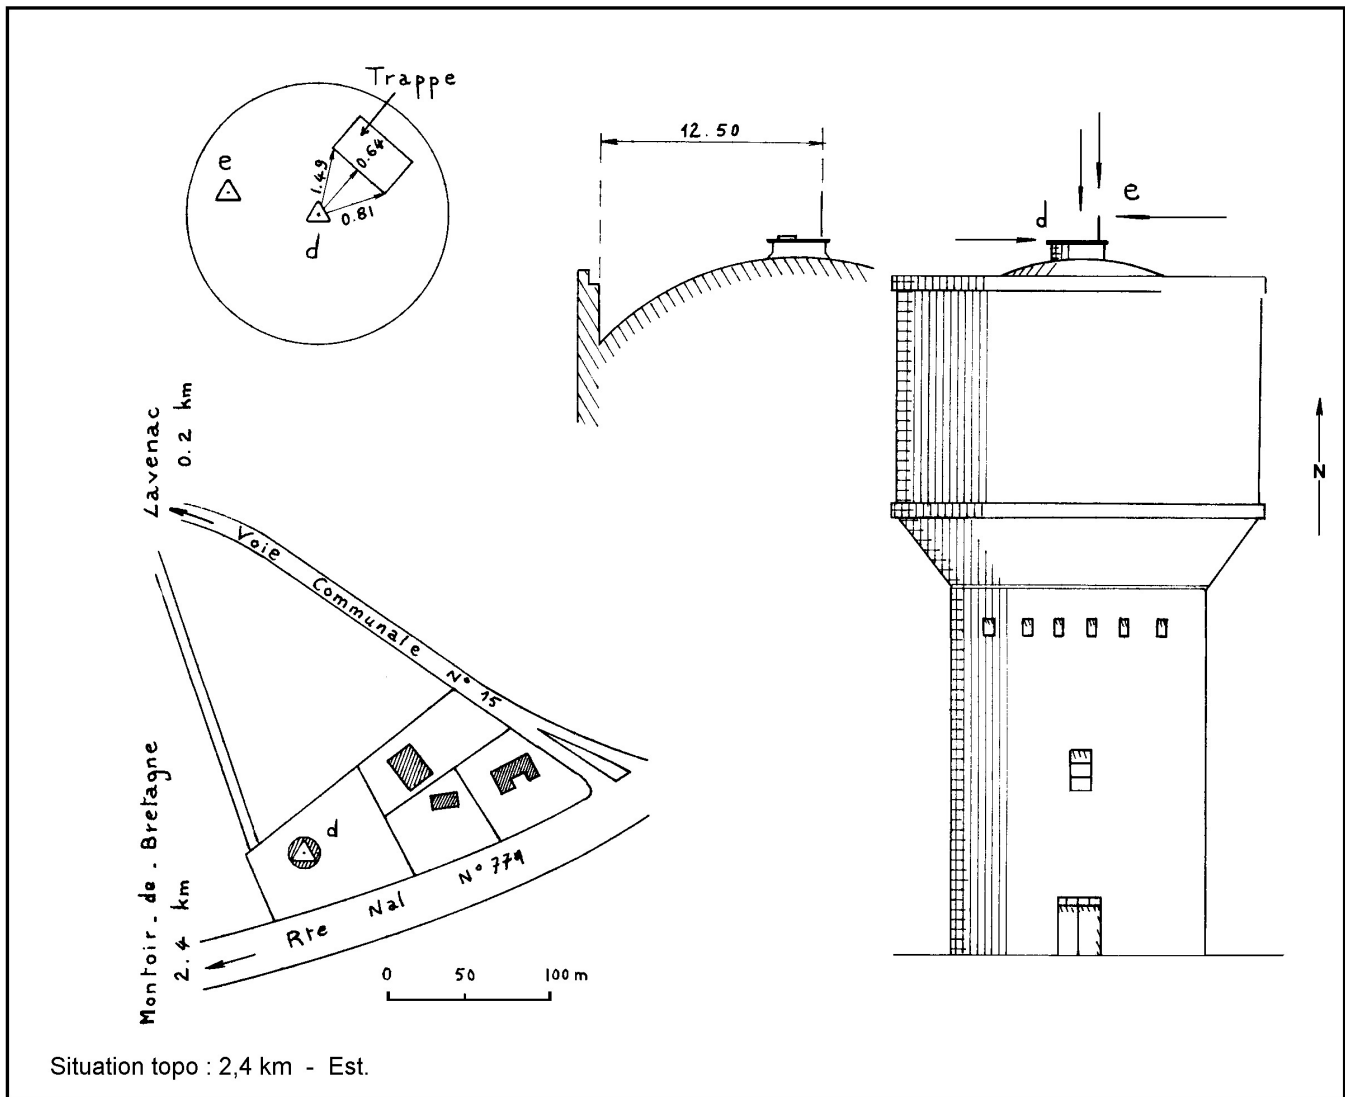 Trappe
e
1.49
0.64
0.81
d
12.50
d
e
N
Lavenac
0.2 km
Voie Communale N° 15
d
Montoir-de-Bretagne
2.4 km
Rte Nal N° 771
0 50 100 m
Situation topo : 2,4 km - Est.